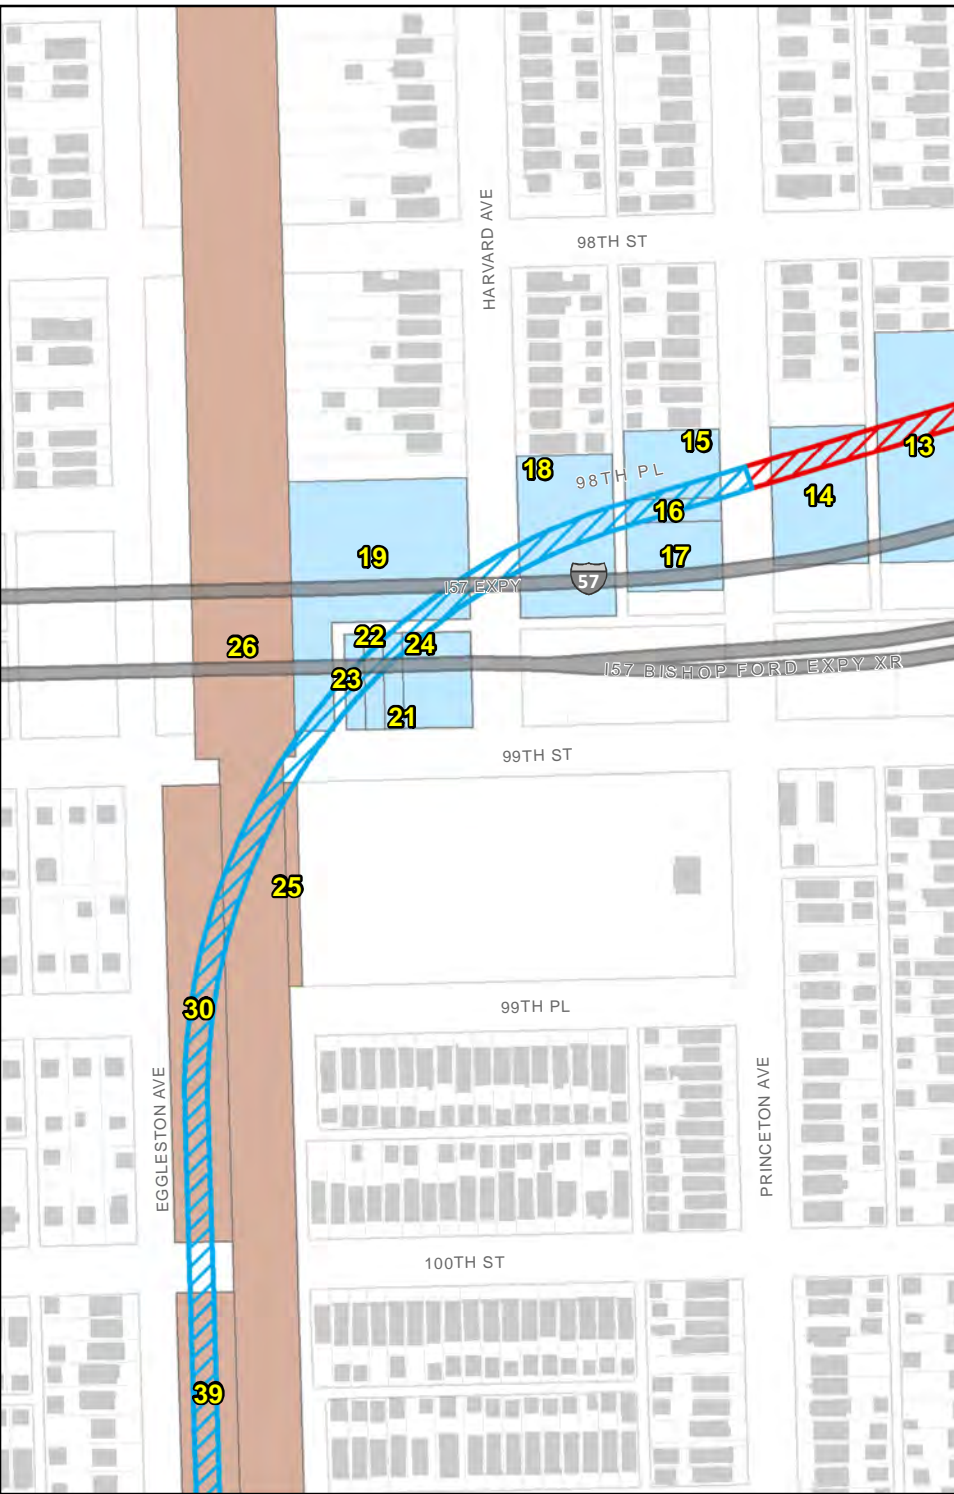 HARVARD AVE
98TH ST
15
13
18
98TH PL
14
16
19
17
I57 EXPY
57
22
24
26
I57 BISHOP FORD EXPY XR
23
21
99TH ST
25
99TH PL
30
EGGLESTON AVE
PRINCETON AVE
100TH ST
39